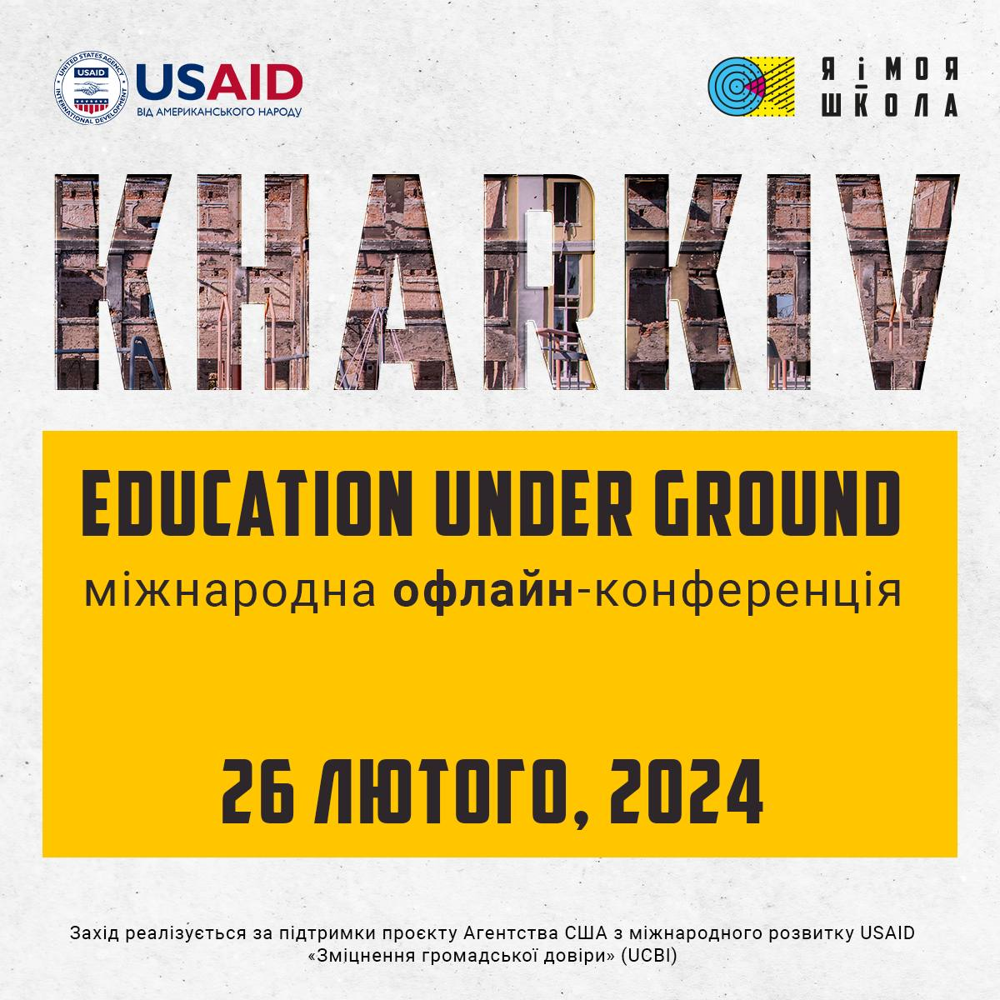 UNITED STATES AGENCY
USAID
INTERNATIONAL DEVELOPMENT
USAID
ВІД АМЕРИКАНСЬКОГО НАРОДУ
Я і МОЯ
ШКОЛА
KHARKIV
EDUCATION UNDER GROUND
міжнародна офлайн-конференція
26 ЛЮТОГО, 2024
Захід реалізується за підтримки проєкту Агентства США з міжнародного розвитку USAID
«Зміцнення громадської довіри» (UCBI)